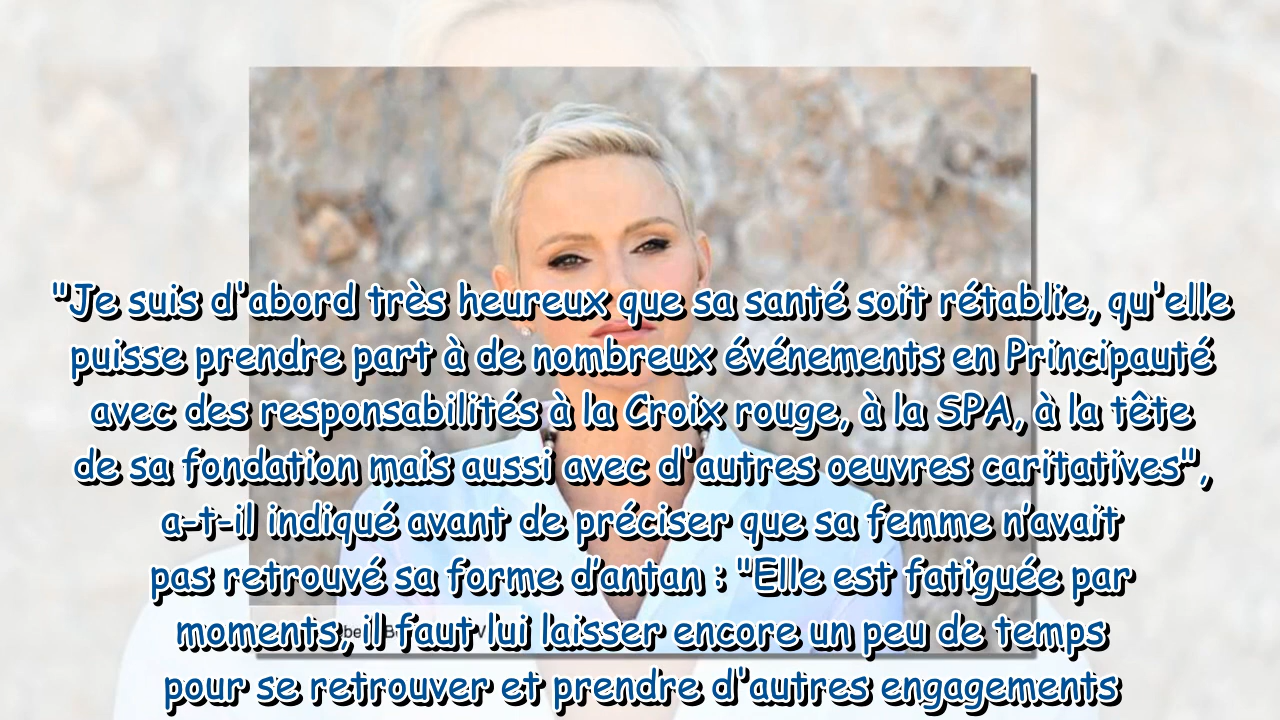 "Je suis d'abord très heureux que sa santé soit rétablie, qu'elle
puisse prendre part à de nombreux événements en Principauté
avec des responsabilités à la Croix rouge, à la SPA, à la tête
de sa fondation mais aussi avec d'autres oeuvres caritatives",
a-t-il indiqué avant de préciser que sa femme n’avait
pas retrouvé sa forme d’antan : "Elle est fatiguée par
moments, il faut lui laisser encore un peu de temps
pour se retrouver et prendre d'autres engagements